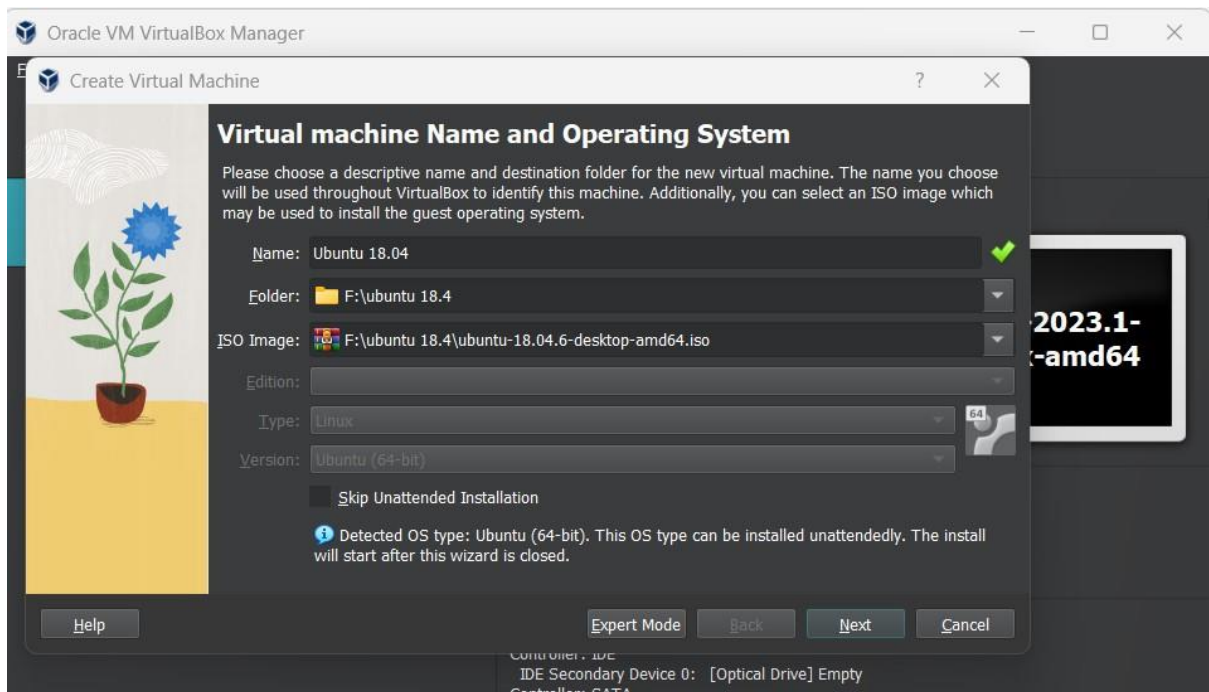 Oracle VM VirtualBox Manager
Create Virtual Machine
?
Virtual machine Name and Operating System
Please choose a descriptive name and destination folder for the new virtual machine. The name you choose
will be used throughout VirtualBox to identify this machine. Additionally, you can select an ISO image which
may be used to install the guest operating system.
Name: Ubuntu 18.04
Folder: F:\ubuntu 18.4
ISO Image: F:\ubuntu 18.4\ubuntu-18.04.6-desktop-amd64.iso
Edition:
Type: Linux
64
Version: Ubuntu (64-bit)
Skip Unattended Installation
Detected OS type: Ubuntu (64-bit). This OS type can be installed unattendedly. The install
will start after this wizard is closed.
Help Expert Mode Back Next Cancel
-2023.1-
-amd64
Controller: IDE
IDE Secondary Device 0: [Optical Drive] Empty
Controller: SATA